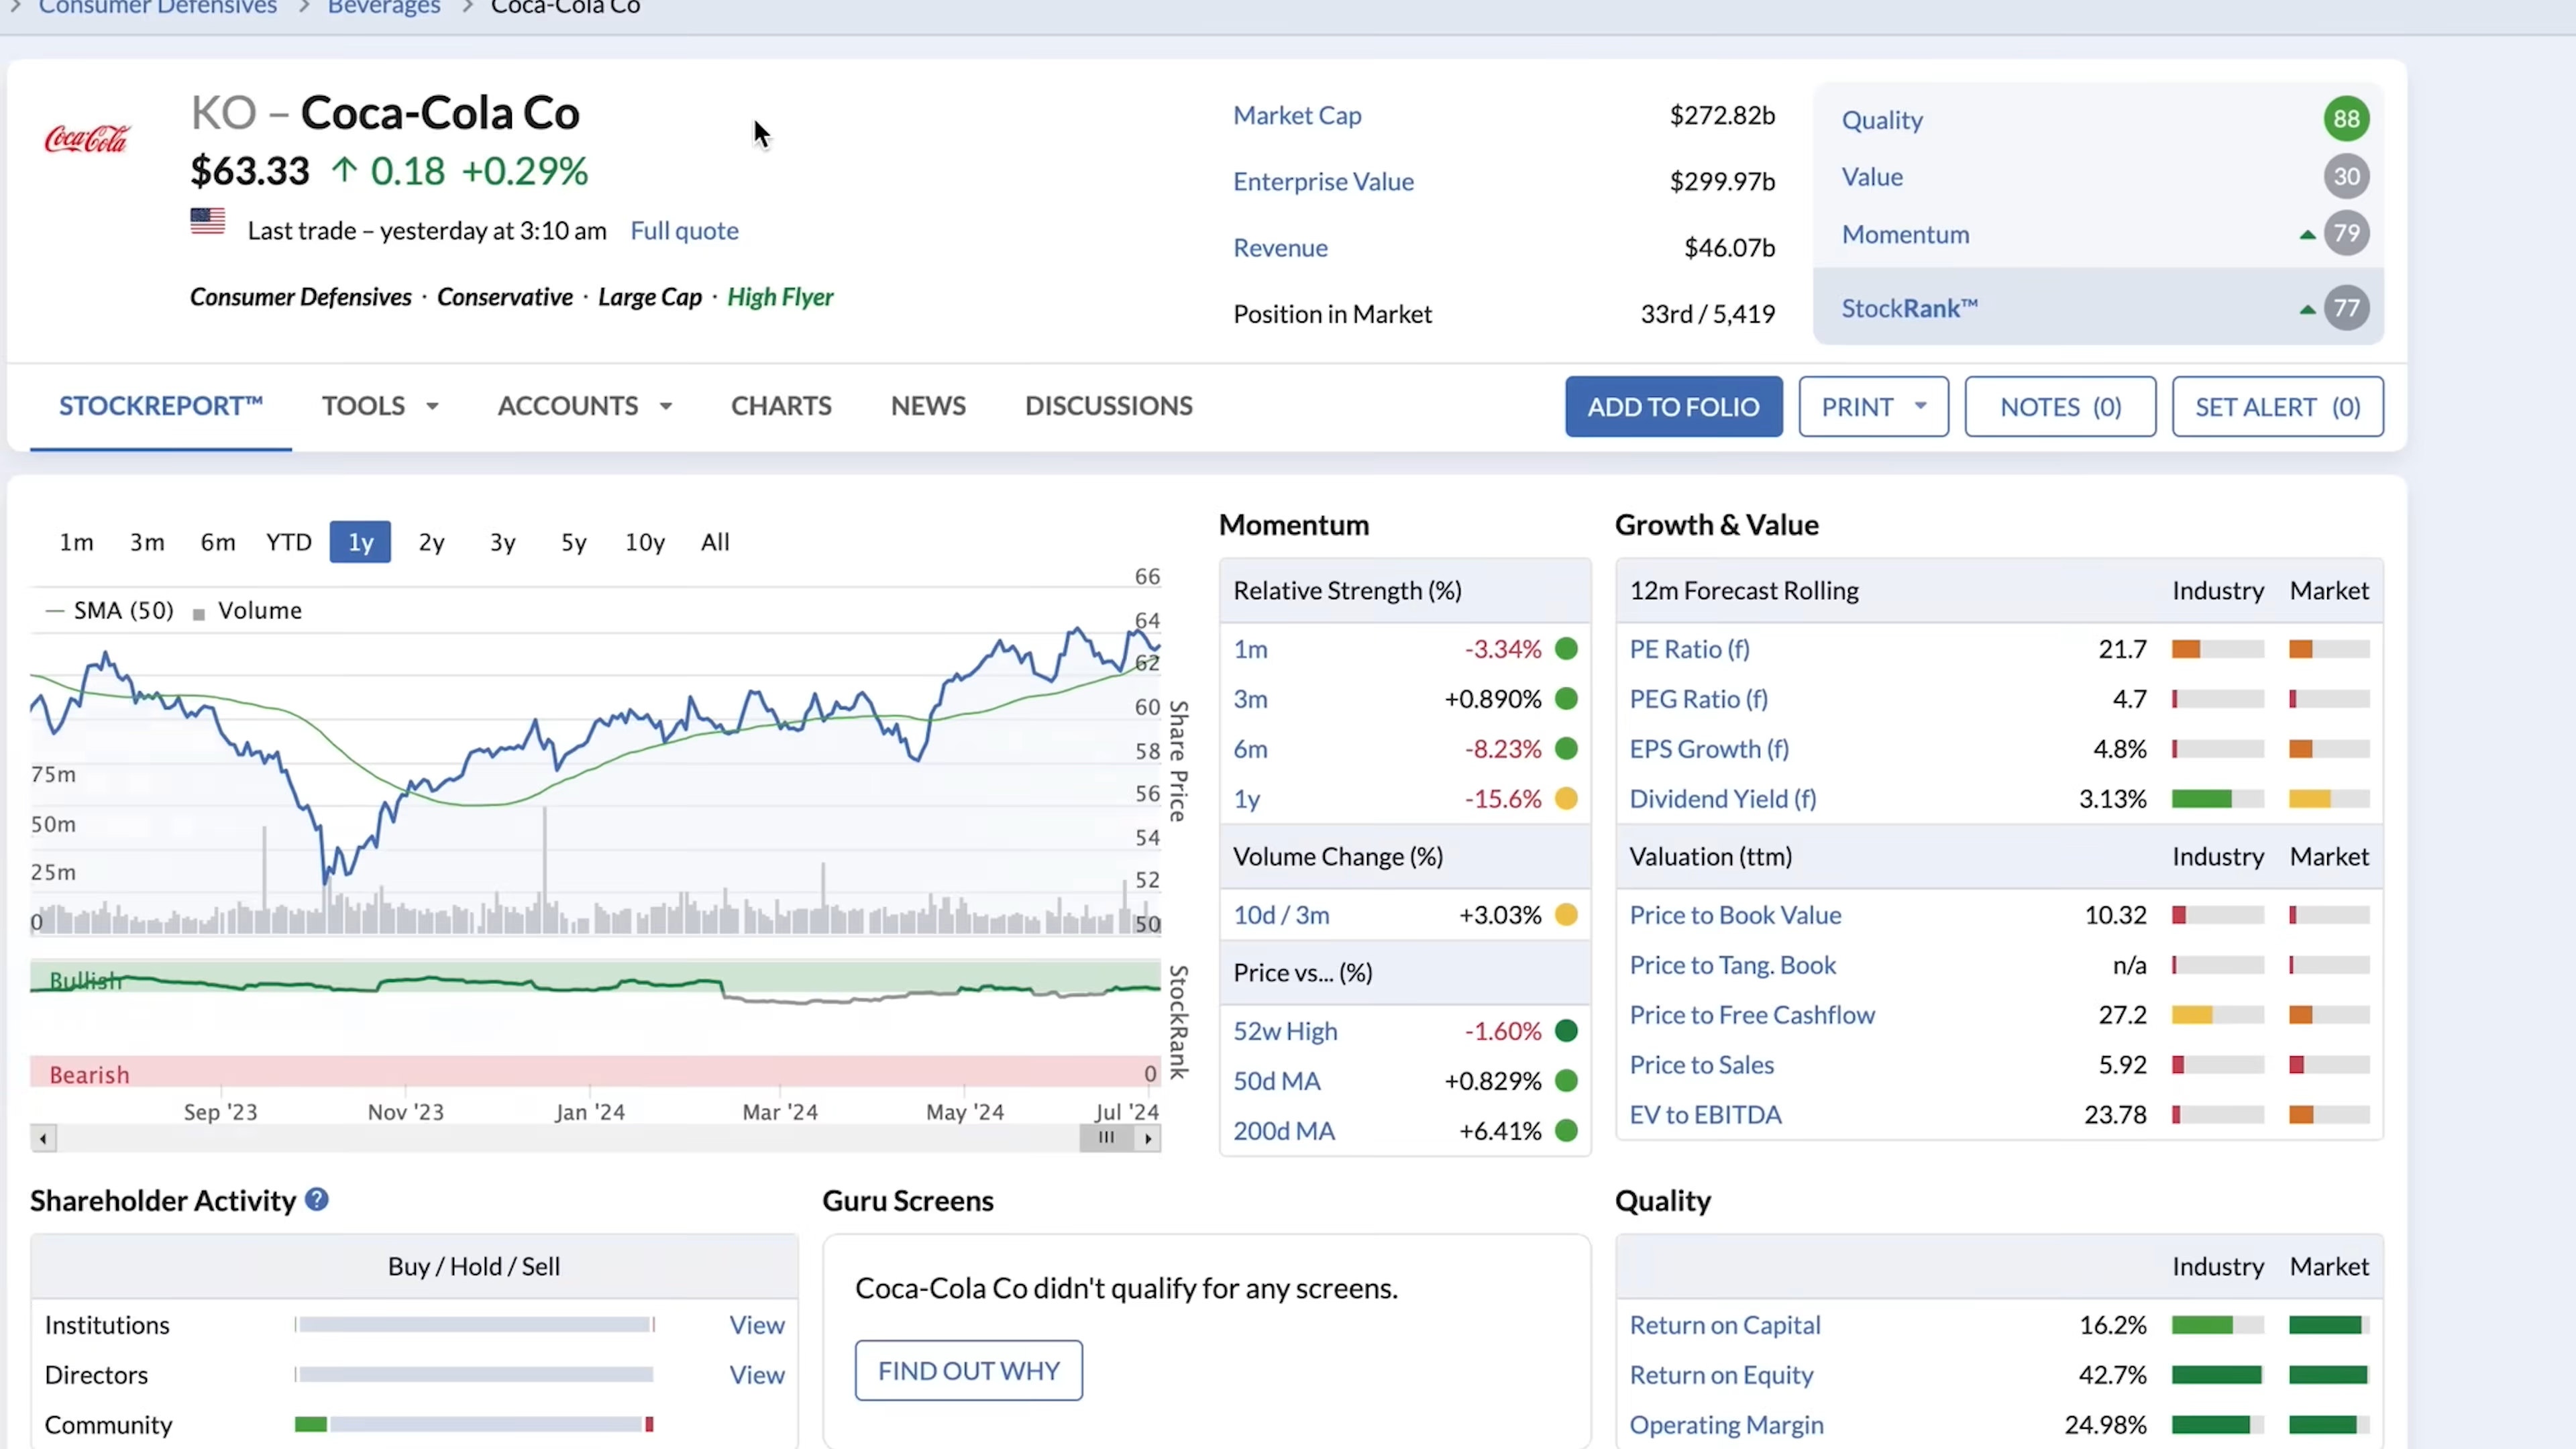 Consumer Defensives > Beverages > Coca-Cola Co
Coca-Cola
KO – Coca-Cola Co
$63.33 ↑ 0.18 +0.29%
Last trade – yesterday at 3:10 am Full quote
Consumer Defensives · Conservative · Large Cap · High Flyer
Market Cap $272.82b
Enterprise Value $299.97b
Revenue $46.07b
Position in Market 33rd / 5,419
Quality 88
Value 30
Momentum 79
StockRank™ 77
STOCKREPORT™ TOOLS ACCOUNTS CHARTS NEWS DISCUSSIONS
ADD TO FOLIO PRINT NOTES (0) SET ALERT (0)
1m 3m 6m YTD 1y 2y 3y 5y 10y All
SMA (50) Volume
66
64
62
60
58
56
54
52
50
Share Price
75m
50m
25m
0
Bullish
Bearish 0
StockRank
Sep '23 Nov '23 Jan '24 Mar '24 May '24 Jul '24
Momentum
Relative Strength (%)
1m -3.34%
3m +0.890%
6m -8.23%
1y -15.6%
Volume Change (%)
10d / 3m +3.03%
Price vs... (%)
52w High -1.60%
50d MA +0.829%
200d MA +6.41%
Growth & Value
12m Forecast Rolling Industry Market
PE Ratio (f) 21.7
PEG Ratio (f) 4.7
EPS Growth (f) 4.8%
Dividend Yield (f) 3.13%
Valuation (ttm) Industry Market
Price to Book Value 10.32
Price to Tang. Book n/a
Price to Free Cashflow 27.2
Price to Sales 5.92
EV to EBITDA 23.78
Shareholder Activity ?
Buy / Hold / Sell
Institutions View
Directors View
Community
Guru Screens
Coca-Cola Co didn't qualify for any screens.
FIND OUT WHY
Quality
Industry Market
Return on Capital 16.2%
Return on Equity 42.7%
Operating Margin 24.98%